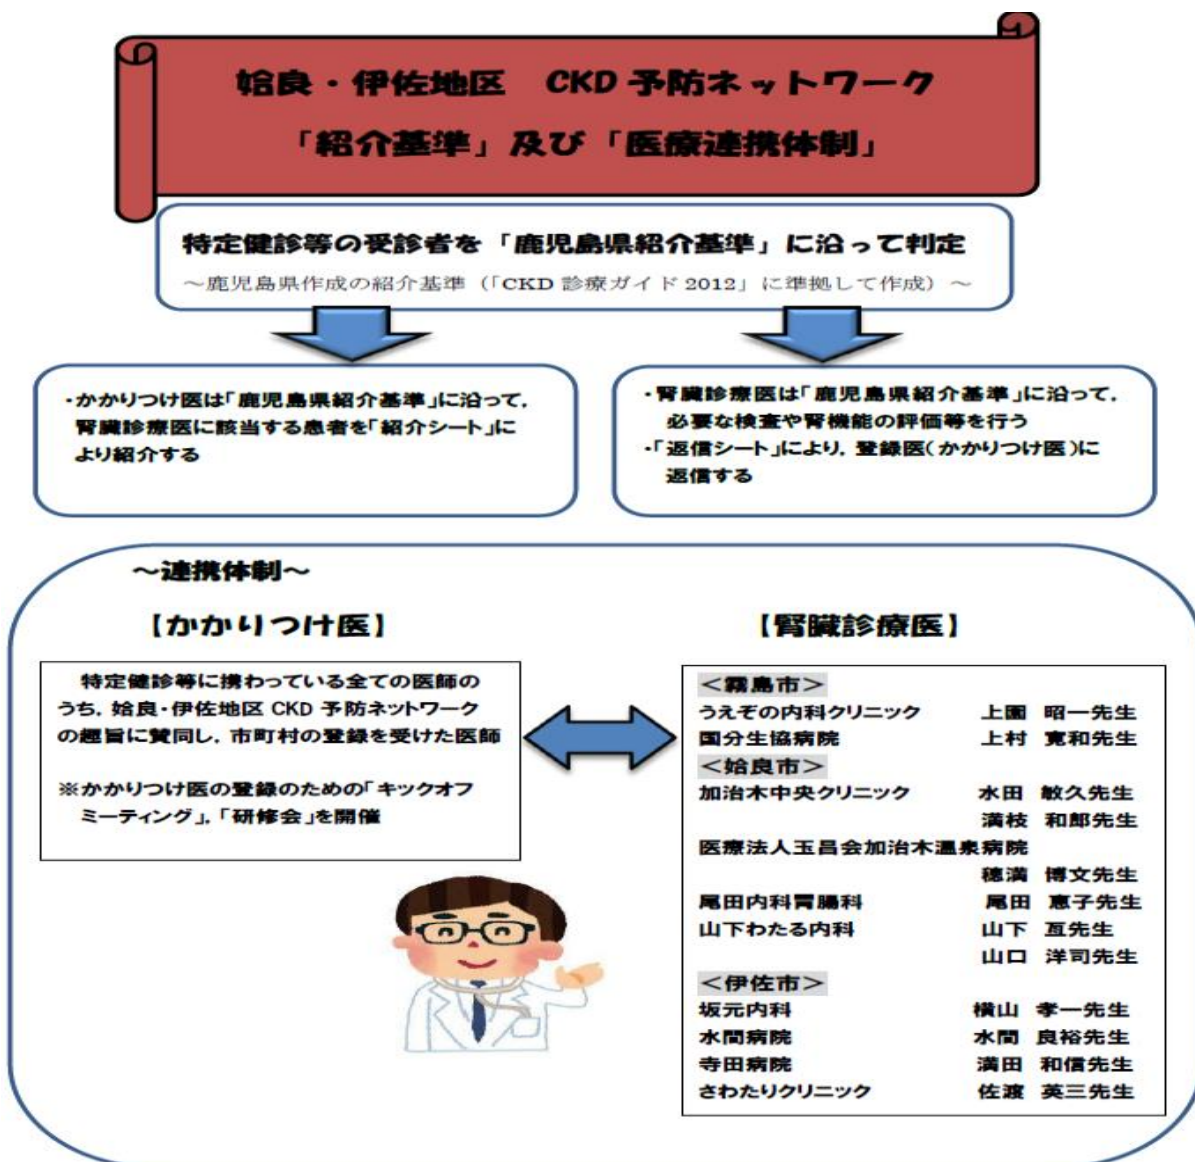 姶良・伊佐地区　CKD 予防ネットワーク
「紹介基準」及び「医療連携体制」
特定健診等の受診者を「鹿児島県紹介基準」に沿って判定
～鹿児島県作成の紹介基準（「CKD 診療ガイド 2012」に準拠して作成）～
・かかりつけ医は「鹿児島県紹介基準」に沿って，
腎臓診療医に該当する患者を「紹介シート」に
より紹介する
・腎臓診療医は「鹿児島県紹介基準」に沿って，
必要な検査や腎機能の評価等を行う
・「返信シート」により，登録医（かかりつけ医）に
返信する
～連携体制～
【かかりつけ医】
特定健診等に携わっている全ての医師の
うち，姶良・伊佐地区 CKD 予防ネットワーク
の趣旨に賛同し，市町村の登録を受けた医師
※かかりつけ医の登録のための「キックオフ
ミーティング」，「研修会」を開催
【腎臓診療医】
＜霧島市＞
うえぞの内科クリニック　上園　昭一先生
国分生協病院　上村　寛和先生
＜姶良市＞
加治木中央クリニック　水田　敏久先生
満枝　和郎先生
医療法人玉昌会加治木温泉病院
穂満　博文先生
尾田内科胃腸科　尾田　恵子先生
山下わたる内科　山下　亙先生
山口　洋司先生
＜伊佐市＞
坂元内科　横山　孝一先生
水間病院　水間　良裕先生
寺田病院　満田　和信先生
さわたりクリニック　佐渡　英三先生